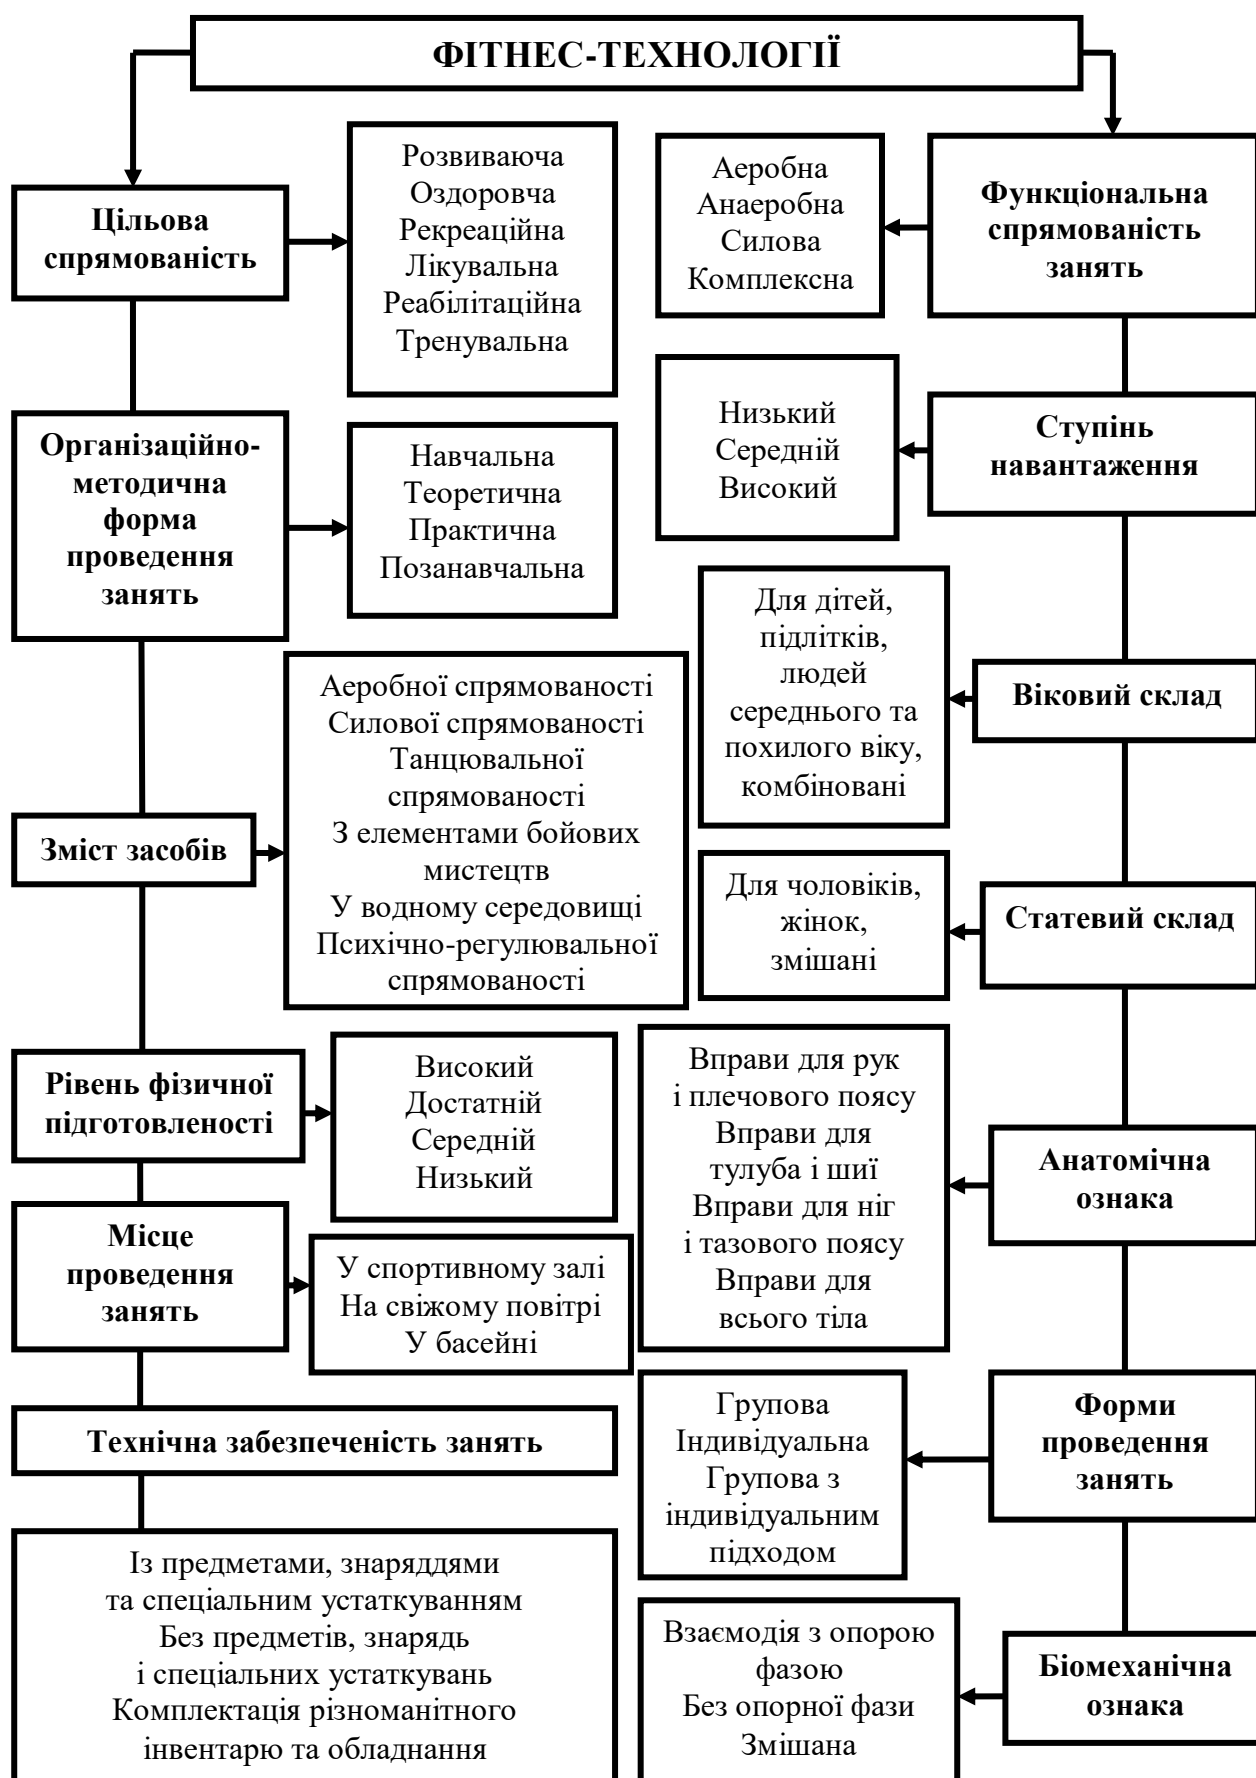 ФІТНЕС-ТЕХНОЛОГІЇ
Цільова
спрямованість
Розвиваюча
Оздоровча
Рекреаційна
Лікувальна
Реабілітаційна
Тренувальна
Організаційно-
методична
форма
проведення
занять
Навчальна
Теоретична
Практична
Позанавчальна
Зміст засобів
Аеробної спрямованості
Силової спрямованості
Танцювальної
спрямованості
З елементами бойових
мистецтв
У водному середовищі
Психічно-регулювальної
спрямованості
Рівень фізичної
підготовленості
Високий
Достатній
Середній
Низький
Місце
проведення
занять
У спортивному залі
На свіжому повітрі
У басейні
Технічна забезпеченість занять
Із предметами, знаряддями
та спеціальним устаткуванням
Без предметів, знарядь
і спеціальних устаткувань
Комплектація різноманітного
інвентарю та обладнання
Функціональна
спрямованість
занять
Аеробна
Анаеробна
Силова
Комплексна
Ступінь
навантаження
Низький
Середній
Високий
Віковий склад
Для дітей,
підлітків,
людей
середнього та
похилого віку,
комбіновані
Статевий склад
Для чоловіків,
жінок,
змішані
Анатомічна
ознака
Вправи для рук
і плечового поясу
Вправи для
тулуба і шиї
Вправи для ніг
і тазового поясу
Вправи для
всього тіла
Форми
проведення
занять
Групова
Індивідуальна
Групова з
індивідуальним
підходом
Біомеханічна
ознака
Взаємодія з опорою
фазою
Без опорної фази
Змішана